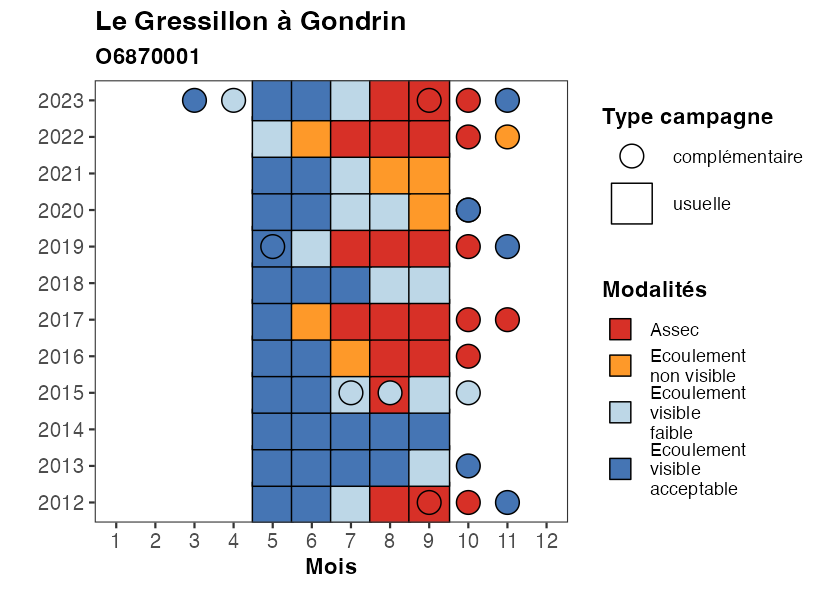 Le Gressillon à Gondrin
O6870001
2023
2022
2021
2020
2019
2018
2017
2016
2015
2014
2013
2012
1 2 3 4 5 6 7 8 9 10 11 12
Mois
Type campagne
complémentaire
usuelle
Modalités
Assec
Ecoulement
non visible
Ecoulement
visible
faible
Ecoulement
visible
acceptable